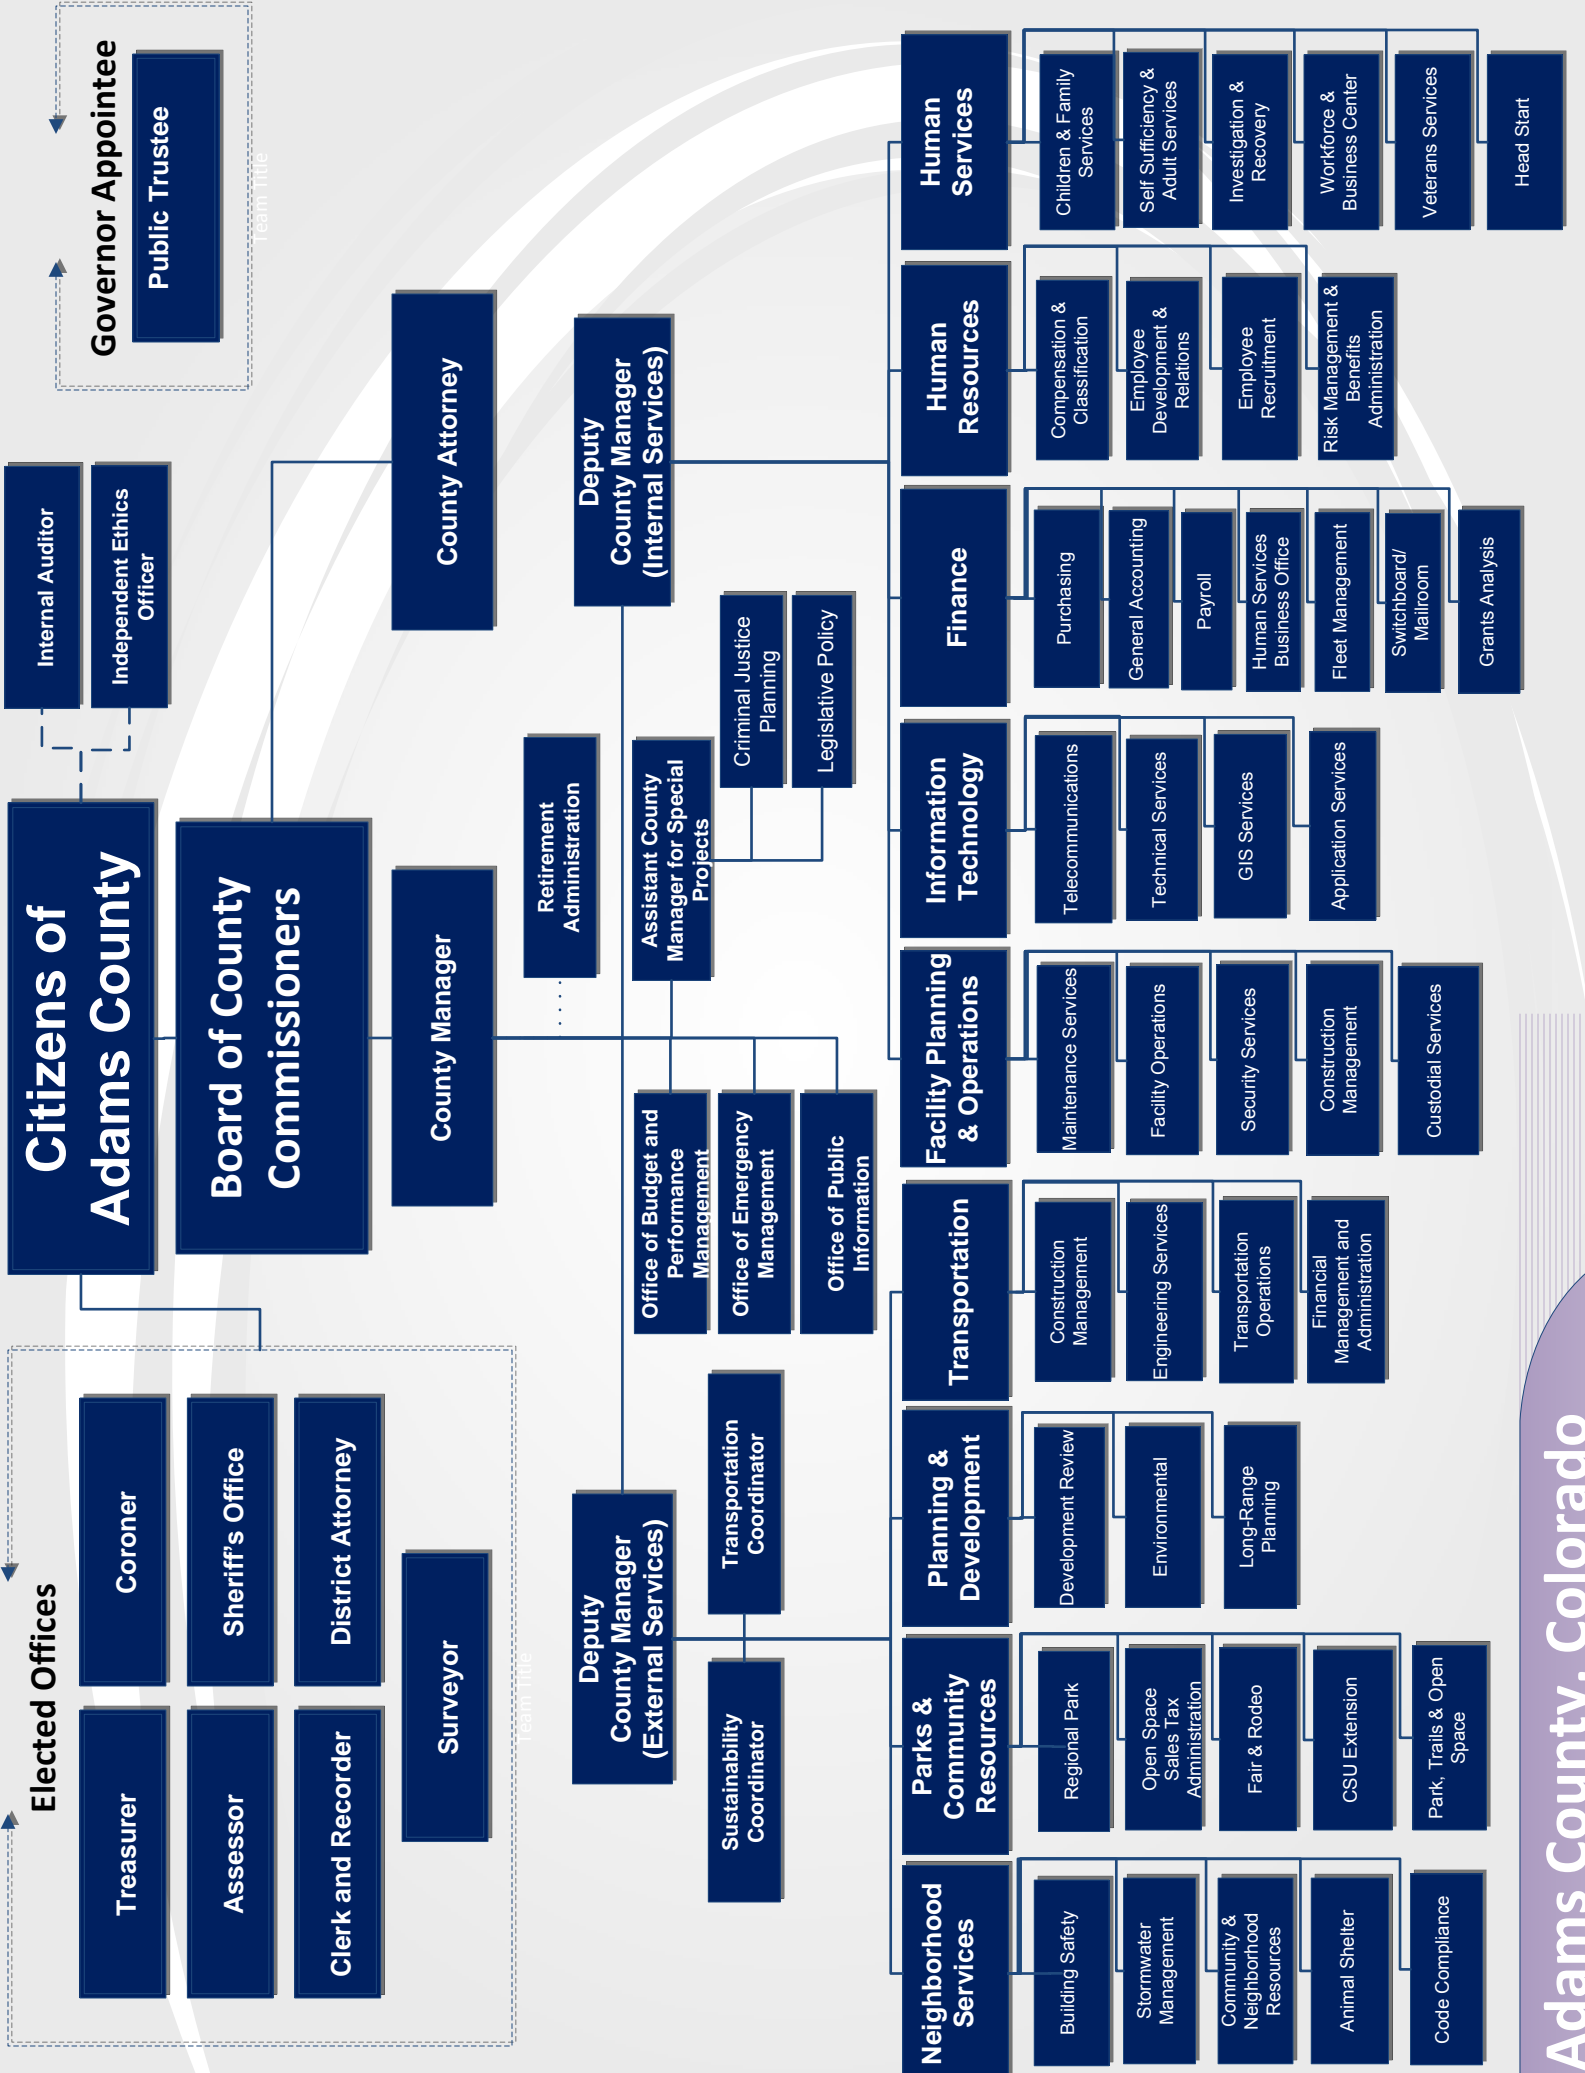 Citizens of
Adams County
Internal Auditor
Independent Ethics
Officer
Governor Appointee
Public Trustee
Team Title
Elected Offices
Treasurer
Coroner
Assessor
Sheriff's Office
Clerk and Recorder
District Attorney
Surveyor
Team Title
Board of County
Commissioners
County Manager
County Attorney
Retirement
Administration
Deputy
County Manager
(External Services)
Deputy
County Manager
(Internal Services)
Assistant County
Manager for Special
Projects
Criminal Justice
Planning
Legislative Policy
Office of Budget and
Performance
Management
Office of Emergency
Management
Office of Public
Information
Sustainability
Coordinator
Transportation
Coordinator
Neighborhood
Services
Building Safety
Stormwater
Management
Community &
Neighborhood
Resources
Animal Shelter
Code Compliance
Parks &
Community
Resources
Regional Park
Open Space
Sales Tax
Administration
Fair & Rodeo
CSU Extension
Park, Trails & Open
Space
Planning &
Development
Development Review
Environmental
Long-Range
Planning
Transportation
Construction
Management
Engineering Services
Transportation
Operations
Financial
Management and
Administration
Facility Planning
& Operations
Maintenance Services
Facility Operations
Security Services
Construction
Management
Custodial Services
Information
Technology
Telecommunications
Technical Services
GIS Services
Application Services
Finance
Purchasing
General Accounting
Payroll
Human Services
Business Office
Fleet Management
Switchboard/
Mailroom
Grants Analysis
Human
Resources
Compensation &
Classification
Employee
Development &
Relations
Employee
Recruitment
Risk Management &
Benefits
Administration
Human
Services
Children & Family
Services
Self Sufficiency &
Adult Services
Investigation &
Recovery
Workforce &
Business Center
Veterans Services
Head Start
Adams County, Colorado